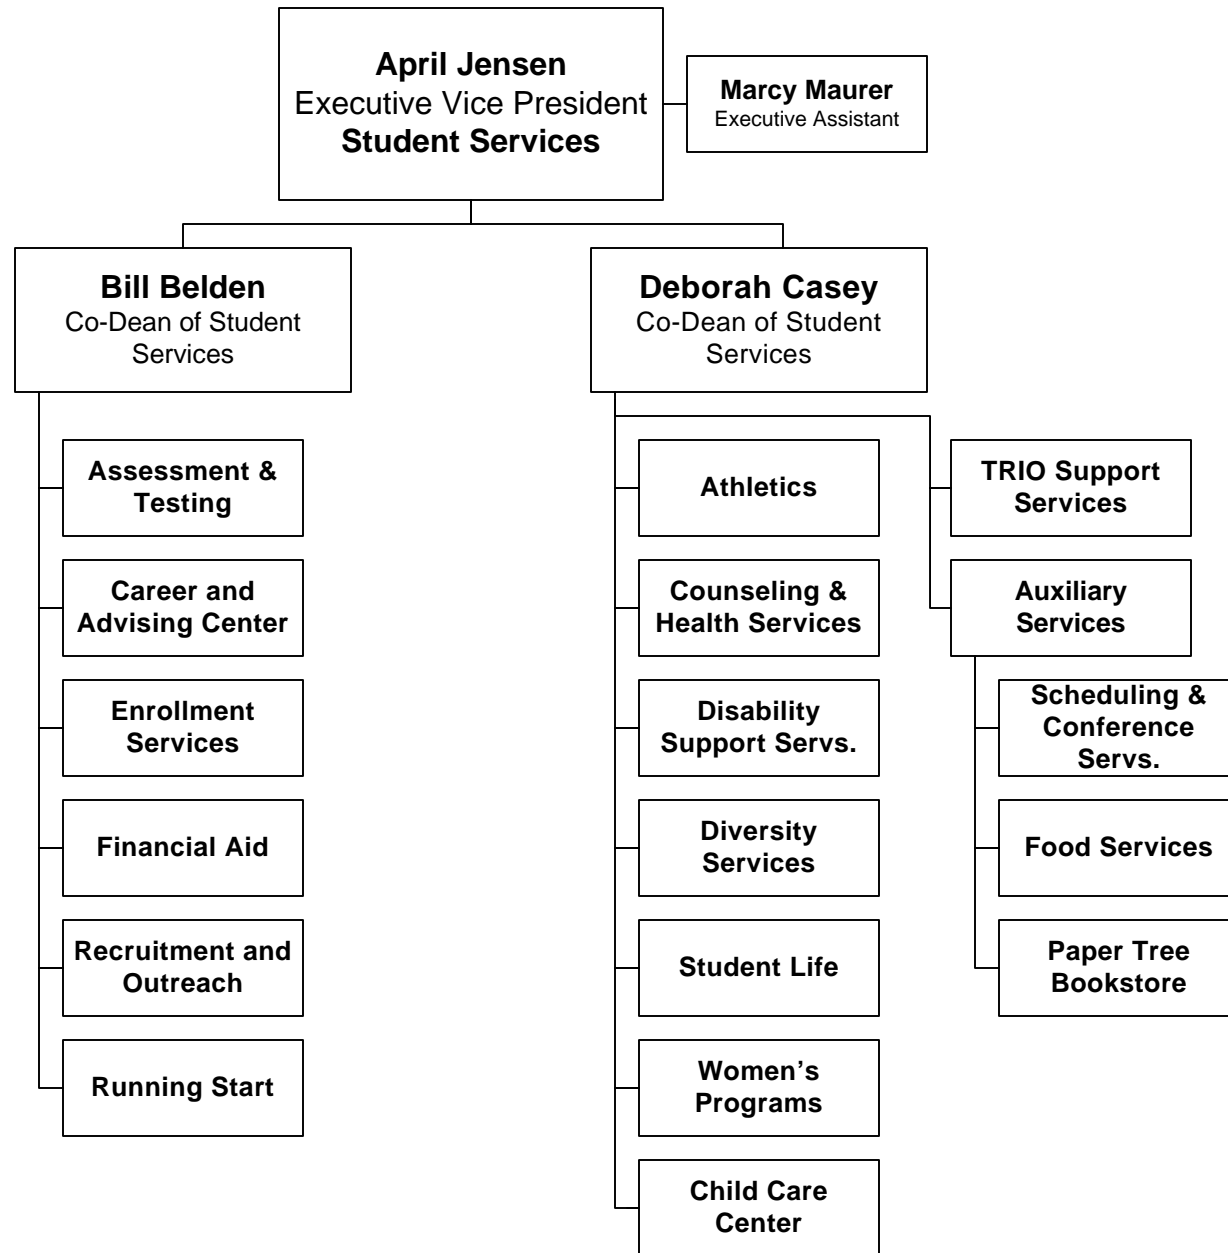 April Jensen
Executive Vice President
Student Services
Marcy Maurer
Executive Assistant
Bill Belden
Co-Dean of Student
Services
Deborah Casey
Co-Dean of Student
Services
Assessment &
Testing
Career and
Advising Center
Enrollment
Services
Financial Aid
Recruitment and
Outreach
Running Start
Athletics
Counseling &
Health Services
Disability
Support Servs.
Diversity
Services
Student Life
Women’s
Programs
Child Care
Center
TRIO Support
Services
Auxiliary
Services
Scheduling &
Conference
Servs.
Food Services
Paper Tree
Bookstore